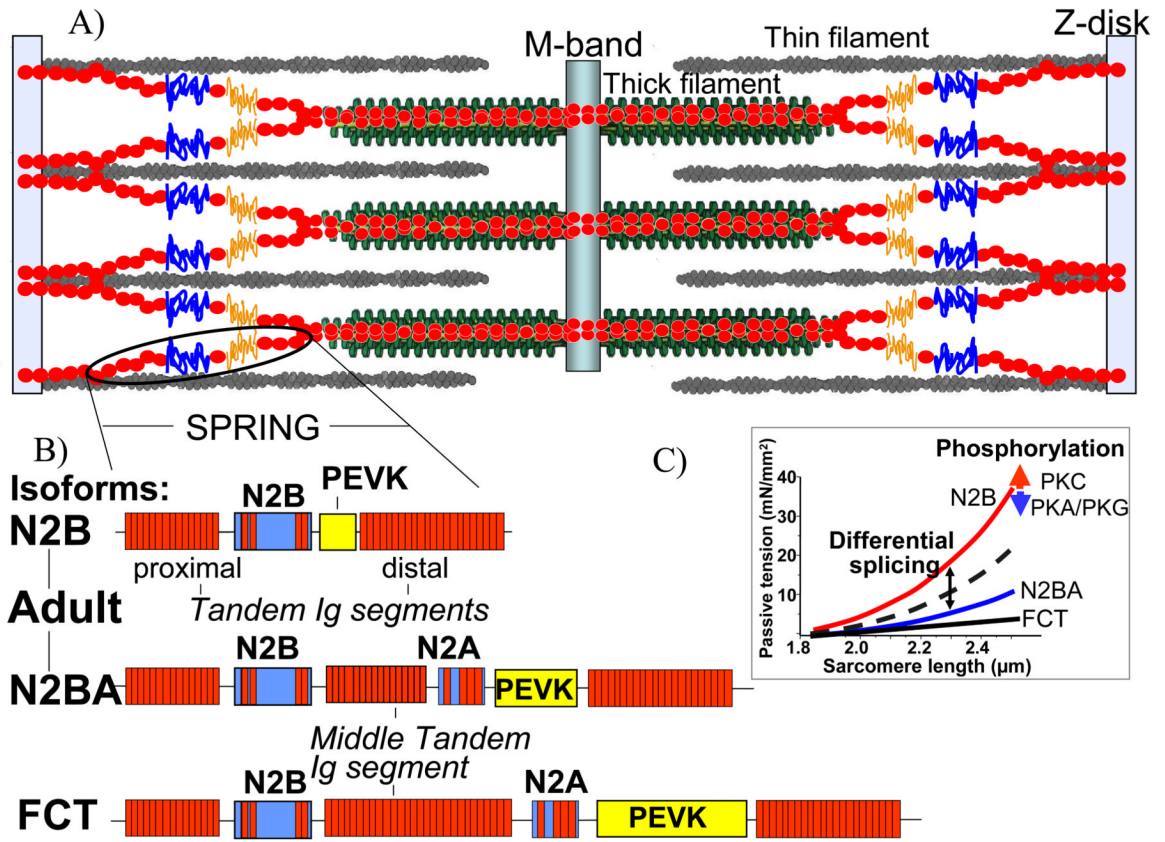 A)
M-band
Thin filament
Z-disk
Thick filament
SPRING
B)
Isoforms:
N2B
PEVK
N2B
proximal
distal
Tandem Ig segments
Adult
N2B
N2A
N2BA
PEVK
Middle Tandem
Ig segment
N2B
N2A
FCT
PEVK
C)
Phosphorylation
PKC
PKA/PKG
N2B
Differential
splicing
N2BA
FCT
Passive tension (mN/mm²)
40
30
20
10
1.8
2.0
2.2
2.4
Sarcomere length (μm)